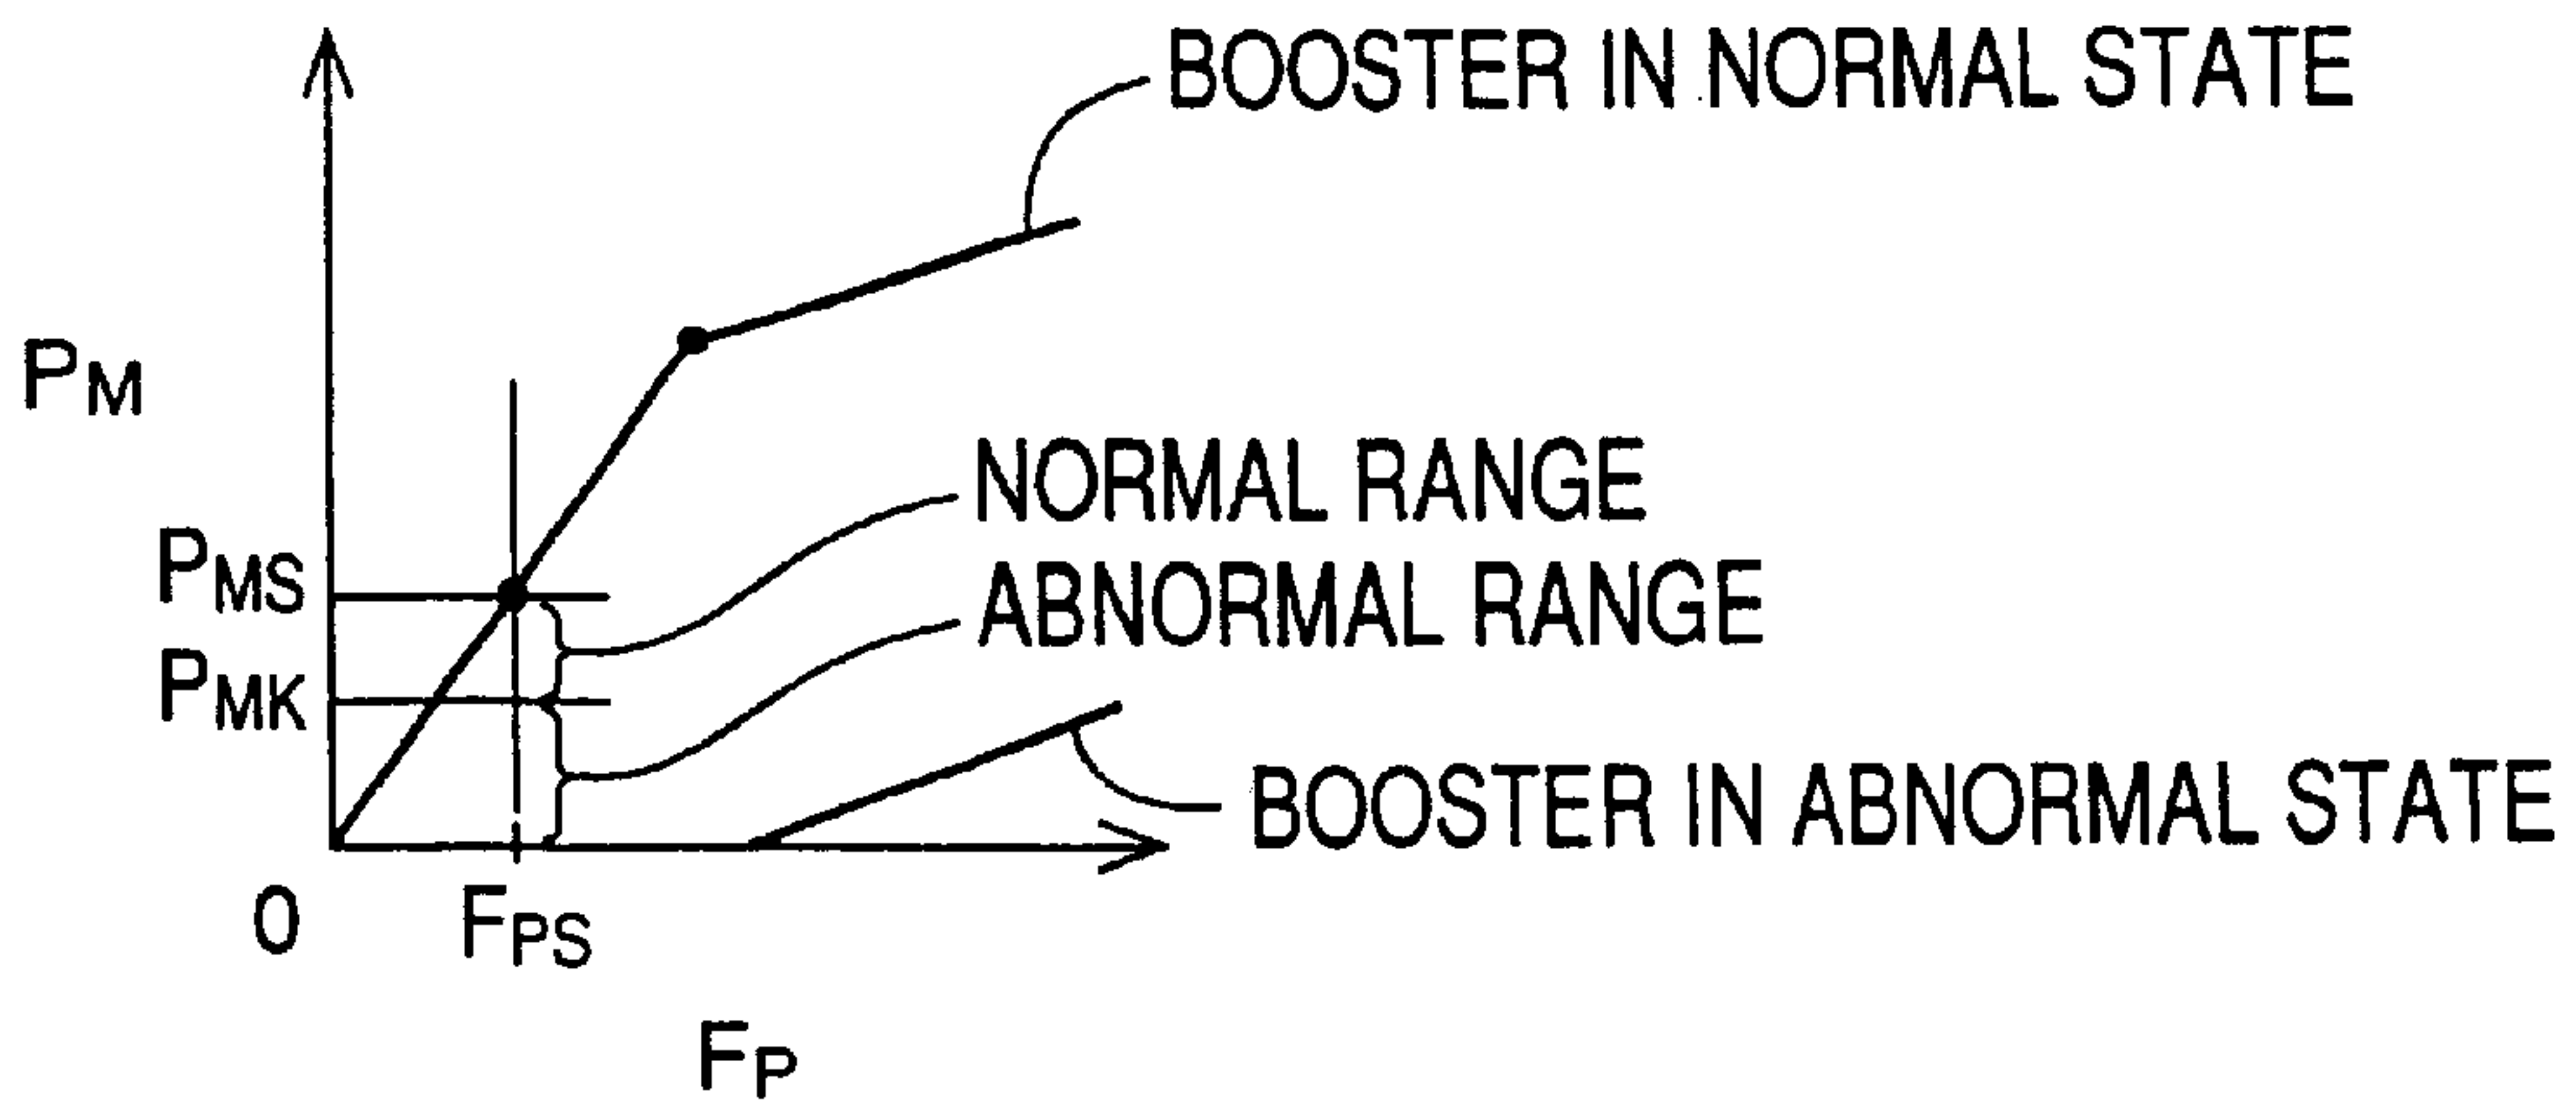 BOOSTER IN NORMAL STATE
PM
NORMAL RANGE
PMS
ABNORMAL RANGE
PMK
BOOSTER IN ABNORMAL STATE
0
FPS
FP